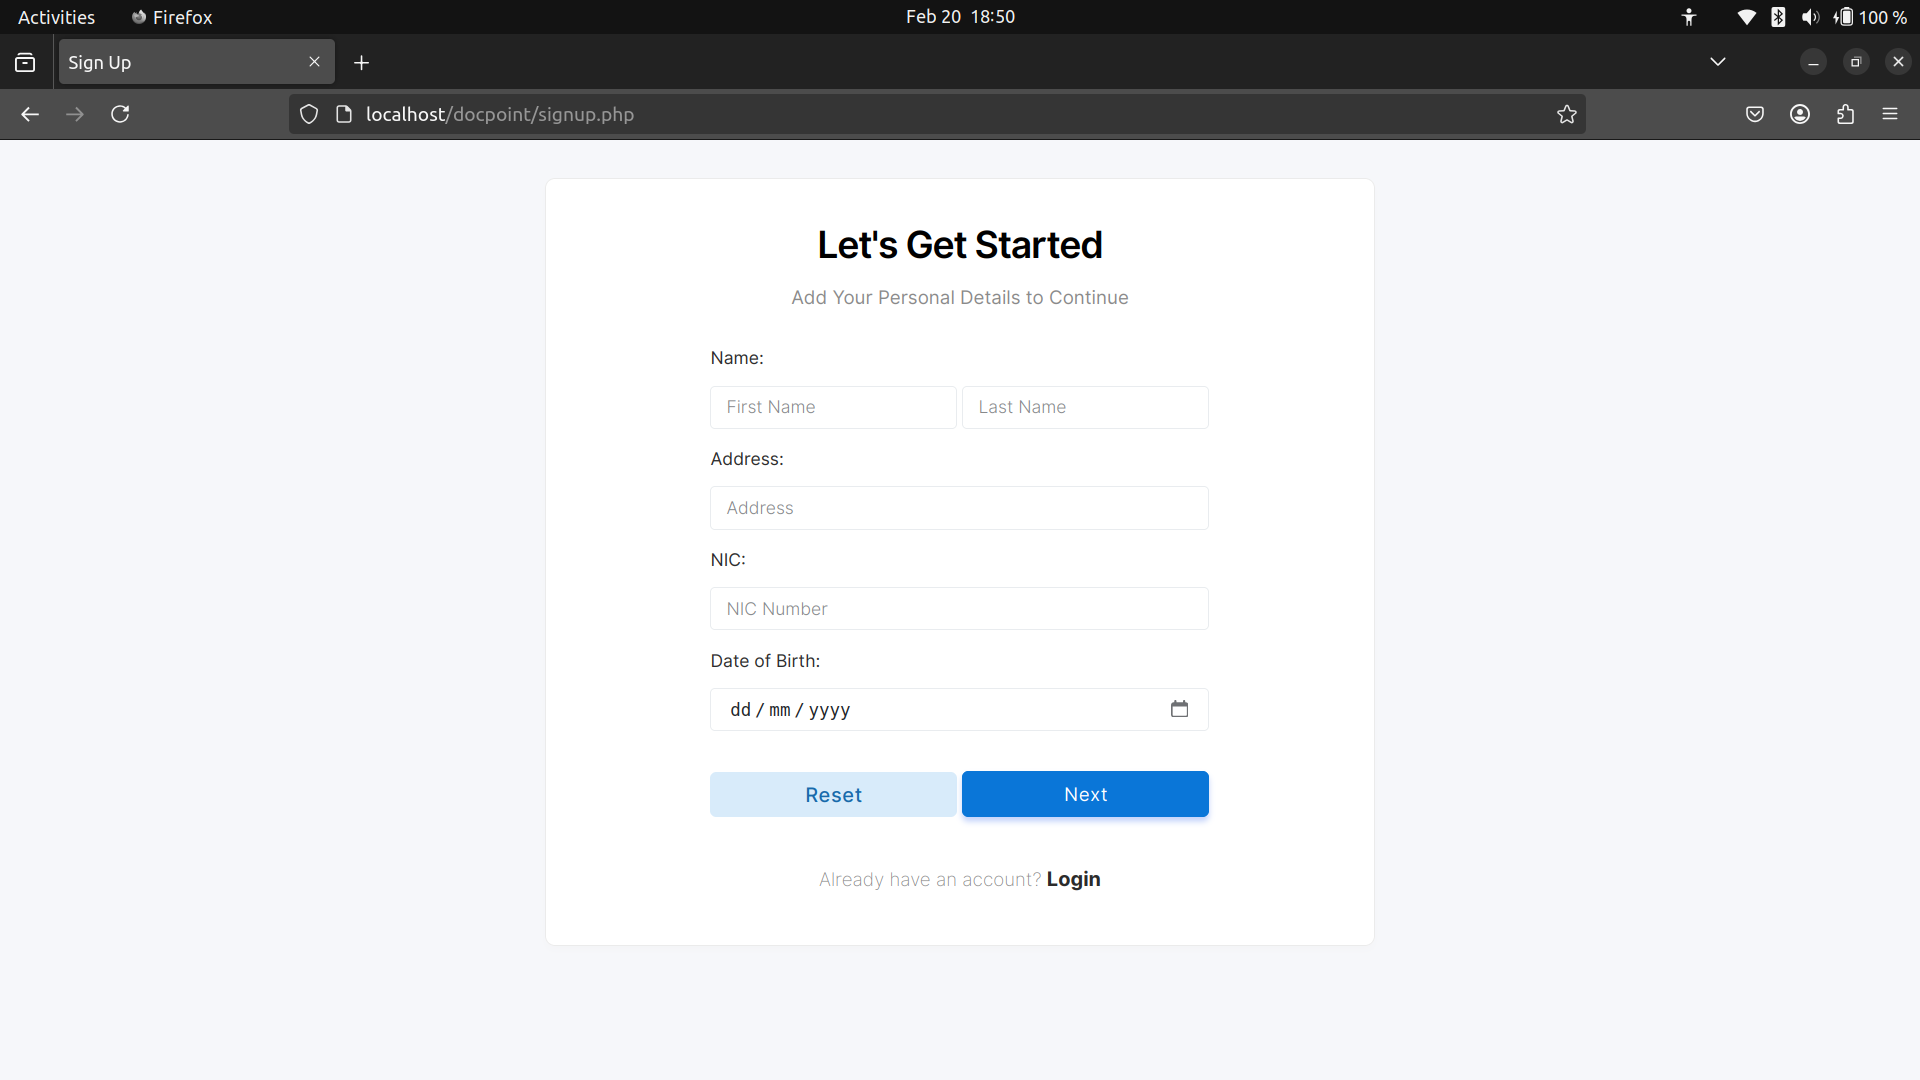 Activities Firefox Feb 20 18:50 100 %
Sign Up
localhost/docpoint/signup.php
Let's Get Started
Add Your Personal Details to Continue
Name:
First Name Last Name
Address:
Address
NIC:
NIC Number
Date of Birth:
dd / mm / yyyy
Reset Next
Already have an account? Login